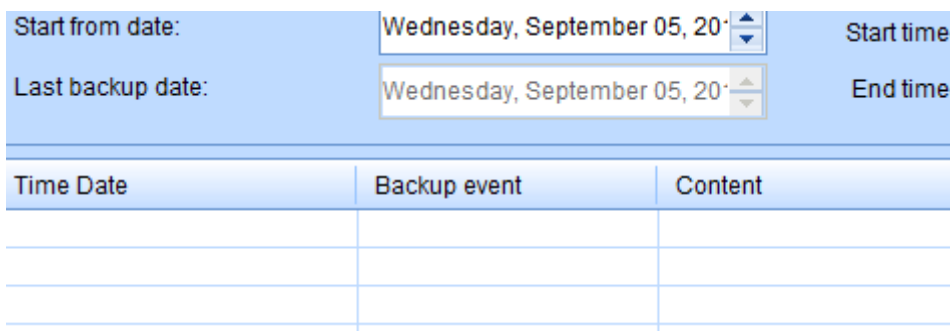 Start from date: Wednesday, September 05, 20 Start time
Last backup date: Wednesday, September 05, 20 End time
Time Date Backup event Content